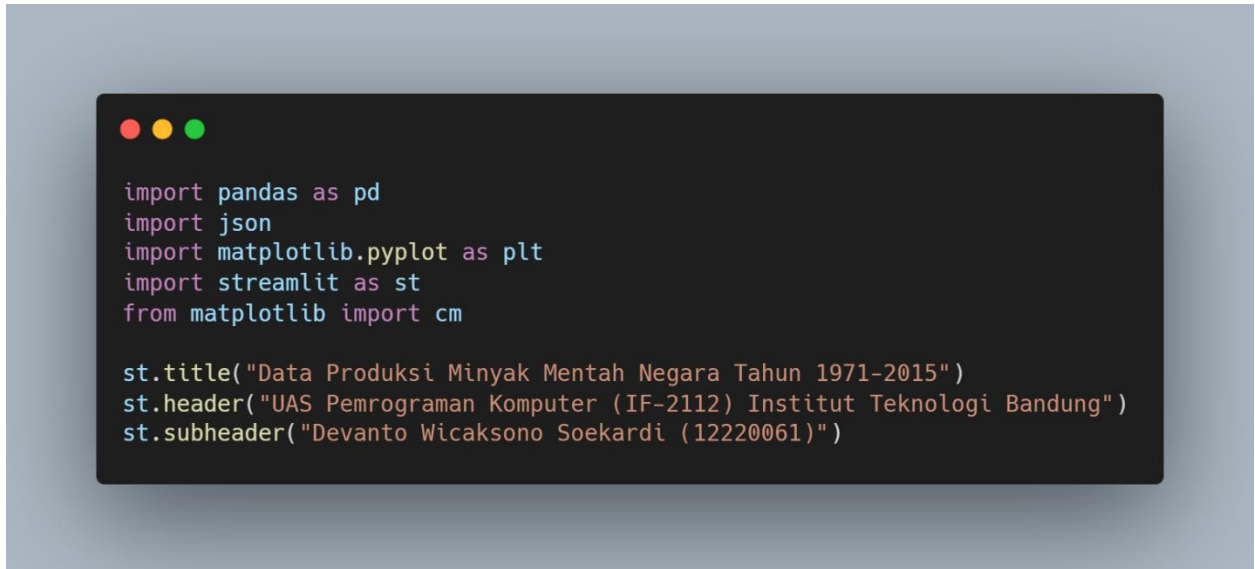 import pandas as pd
import json
import matplotlib.pyplot as plt
import streamlit as st
from matplotlib import cm
st.title("Data Produksi Minyak Mentah Negara Tahun 1971-2015")
st.header("UAS Pemrograman Komputer (IF-2112) Institut Teknologi Bandung")
st.subheader("Devanto Wicaksono Soekardi (12220061)")